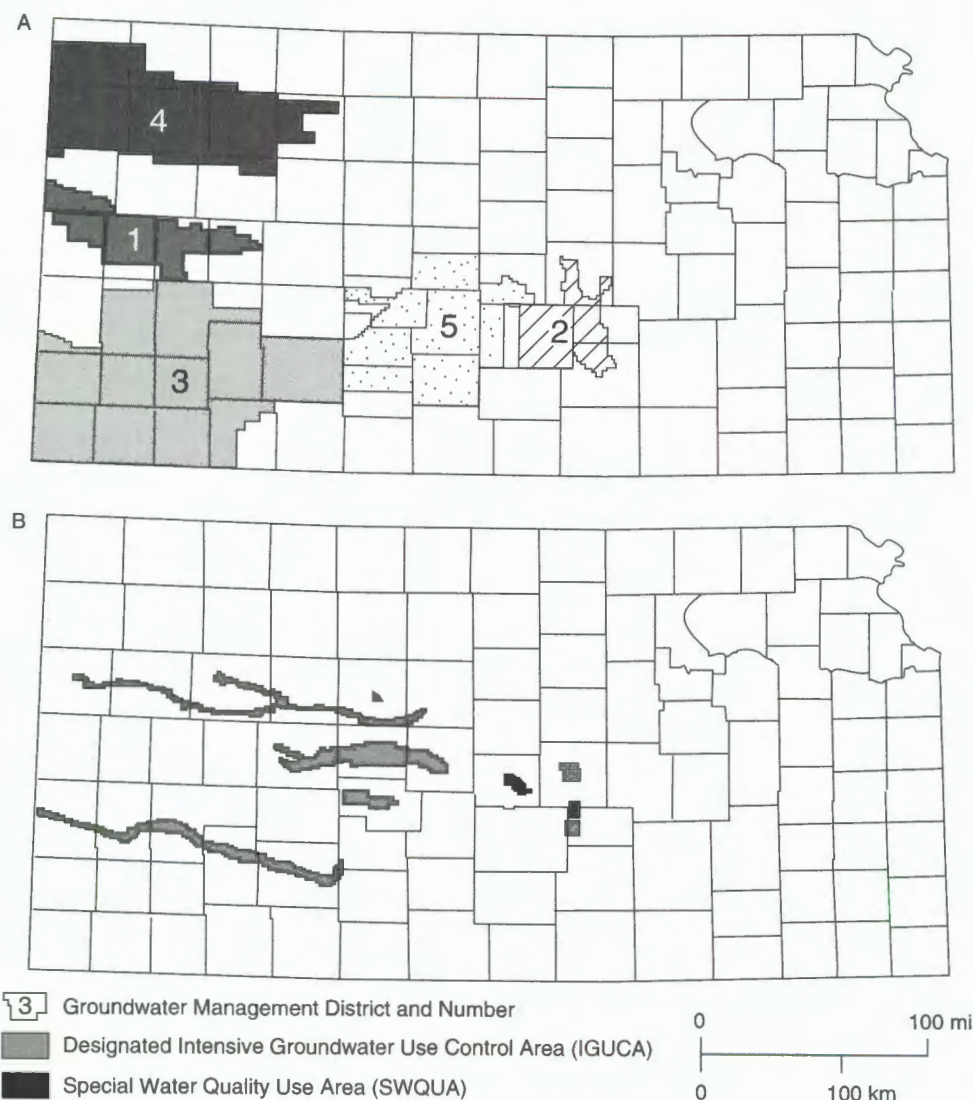 A
4
1
5
2
3
B
3 Groundwater Management District and Number
Designated Intensive Groundwater Use Control Area (IGUCA)
Special Water Quality Use Area (SWQUA)
0 100 mi
0 100 km